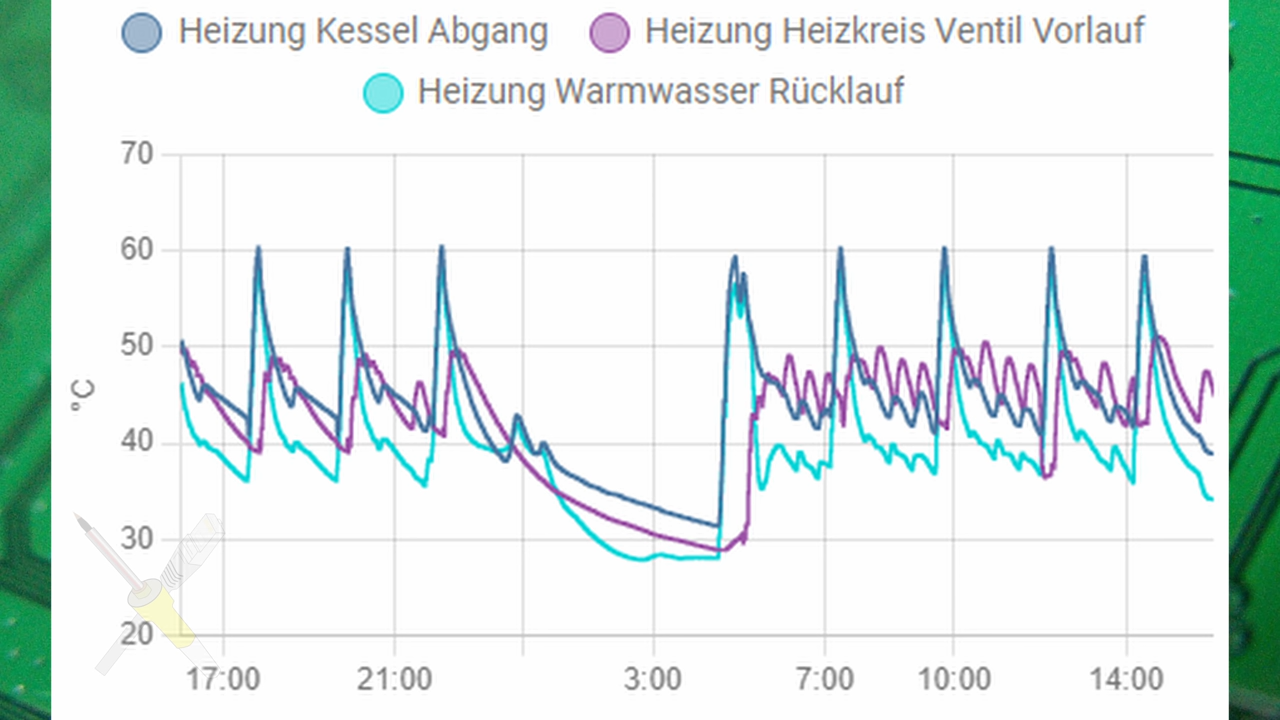 Heizung Kessel Abgang Heizung Heizkreis Ventil Vorlauf
Heizung Warmwasser Rücklauf
70
60
50
40
30
20
°C
17:00 21:00 3:00 7:00 10:00 14:00